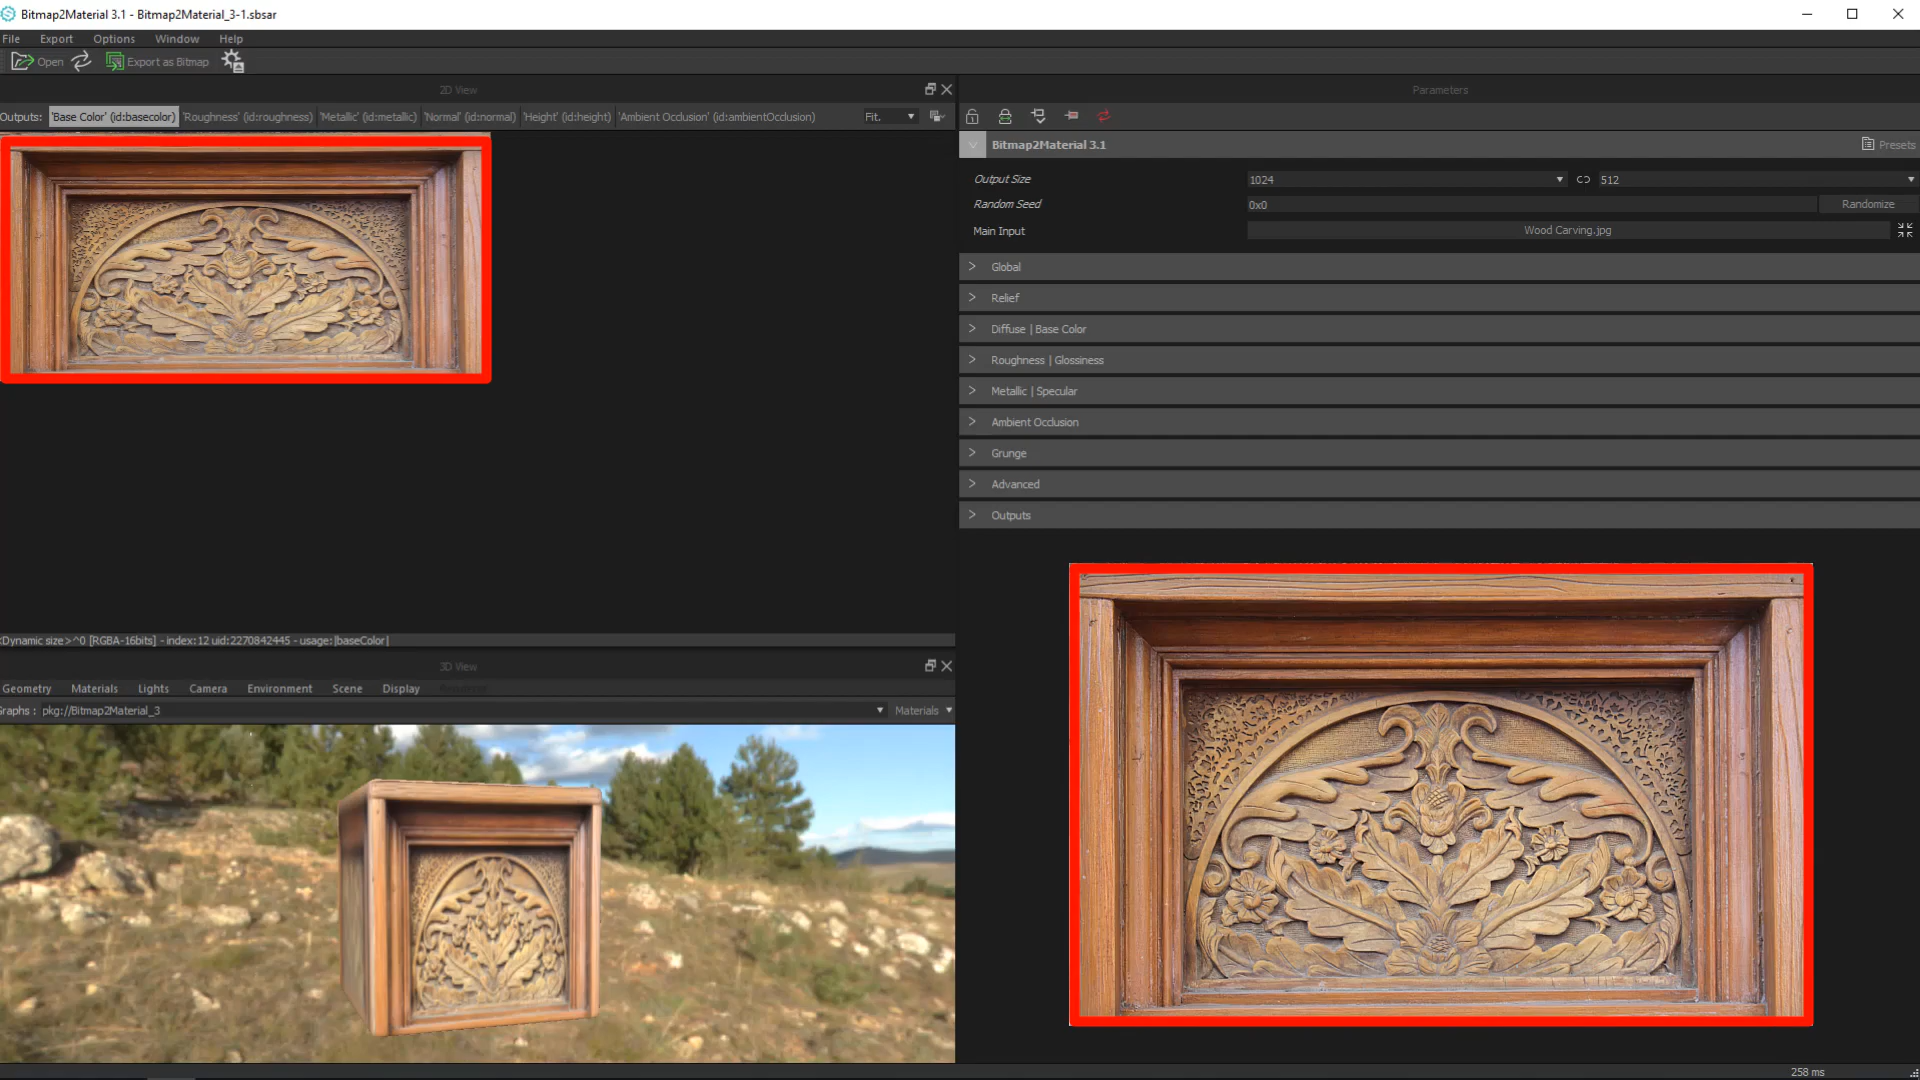 Bitmap2Material 3.1 - Bitmap2Material_3-1.sbsar
File Export Options Window Help
Open Export as Bitmap
2D View
Parameters
Outputs: 'Base Color' (id:basecolor) 'Roughness' (id:roughness) 'Metallic' (id:metallic) 'Normal' (id:normal) 'Height' (id:height) 'Ambient Occlusion' (id:ambientOcclusion) Fit.
Bitmap2Material 3.1 Presets
Output Size 1024 512
Random Seed 0x0 Randomize
Main Input Wood Carving.jpg
Global
Relief
Diffuse | Base Color
Roughness | Glossiness
Metallic | Specular
Ambient Occlusion
Grunge
Advanced
Outputs
<Dynamic size>^0 [RGBA-16bits] - index:12 uid:2270842445 - usage:|baseColor|
3D View
Geometry Materials Lights Camera Environment Scene Display
Graphs : pkg://Bitmap2Material_3 Materials
258 ms